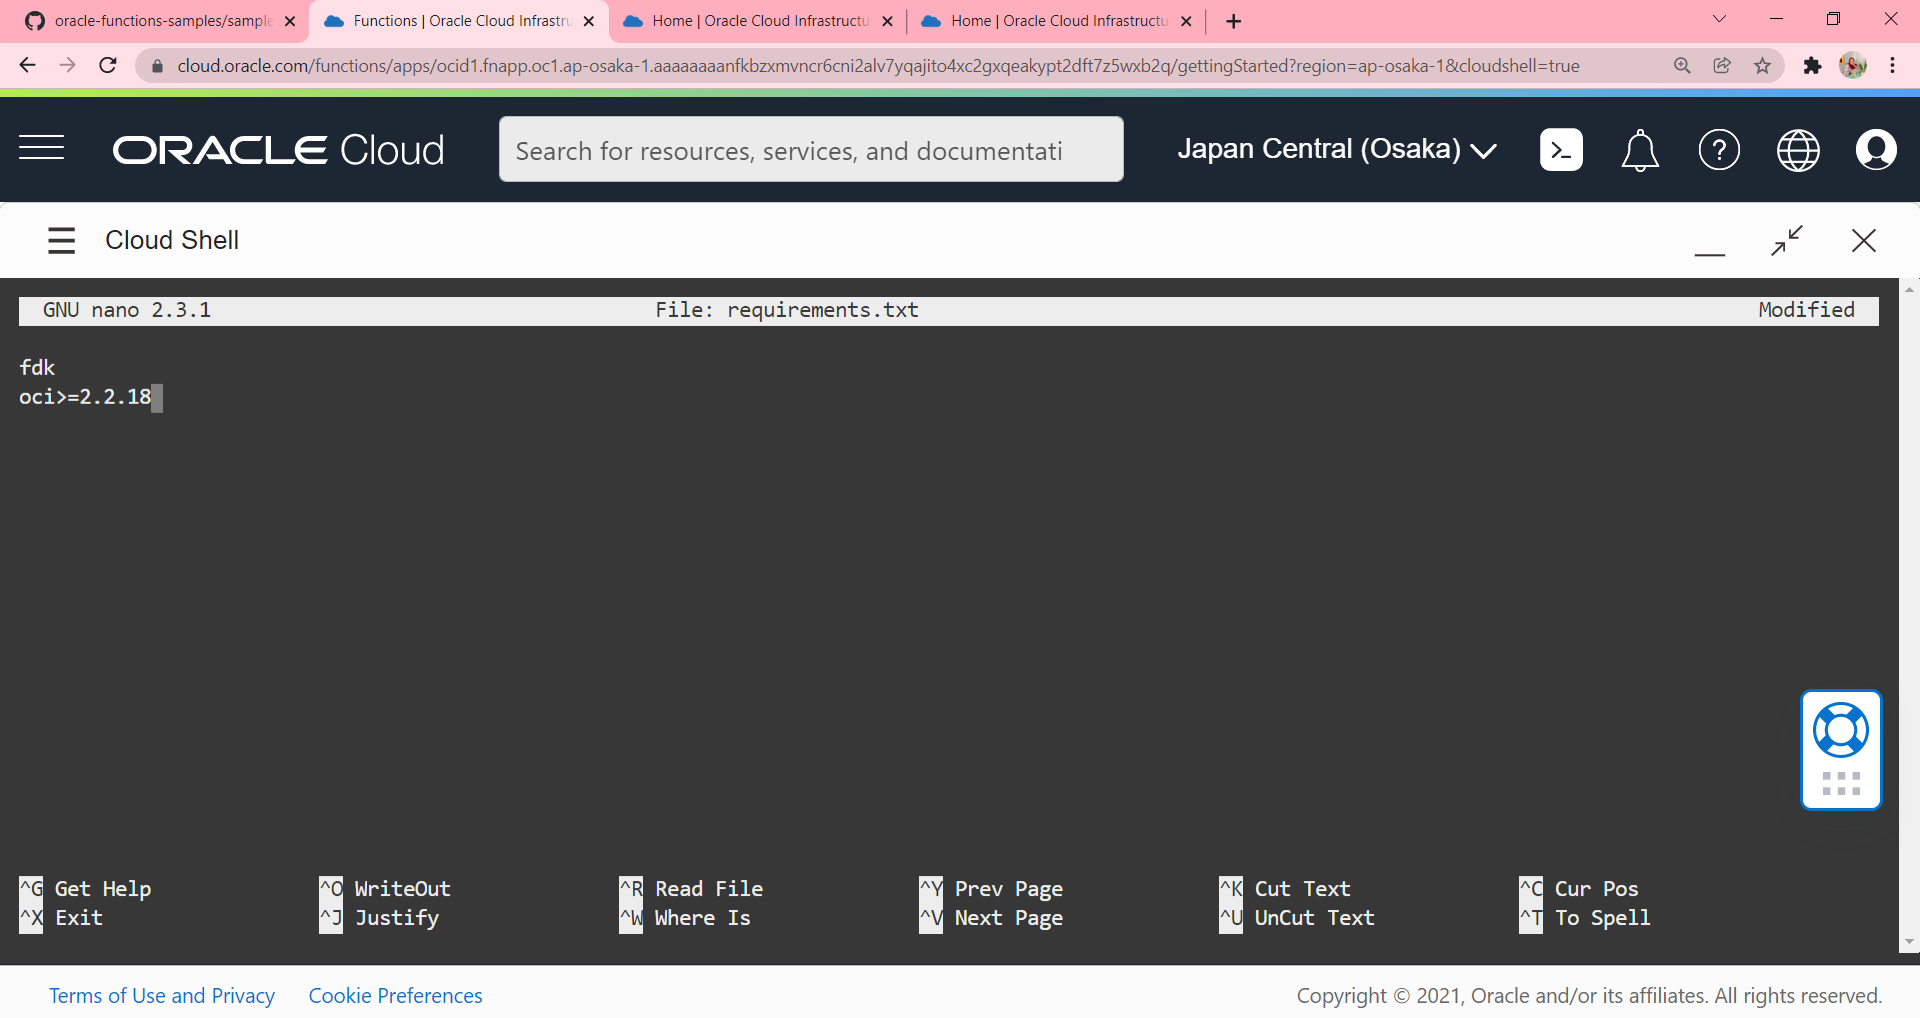 oracle-functions-samples/sample
Functions | Oracle Cloud Infrastru
Home | Oracle Cloud Infrastructu
Home | Oracle Cloud Infrastructu
cloud.oracle.com/functions/apps/ocid1.fnapp.oc1.ap-osaka-1.aaaaaaaanfkbzxmvncr6cni2alv7yqajito4xc2gxqeakypt2dft7z5wxb2q/gettingStarted?region=ap-osaka-1&cloudshell=true
ORACLE Cloud
Search for resources, services, and documentati
Japan Central (Osaka)
Cloud Shell
GNU nano 2.3.1 File: requirements.txt Modified
fdk
oci>=2.2.18
^G Get Help ^O WriteOut ^R Read File ^Y Prev Page ^K Cut Text ^C Cur Pos
^X Exit ^J Justify ^W Where Is ^V Next Page ^U UnCut Text ^T To Spell
Terms of Use and Privacy Cookie Preferences Copyright © 2021, Oracle and/or its affiliates. All rights reserved.